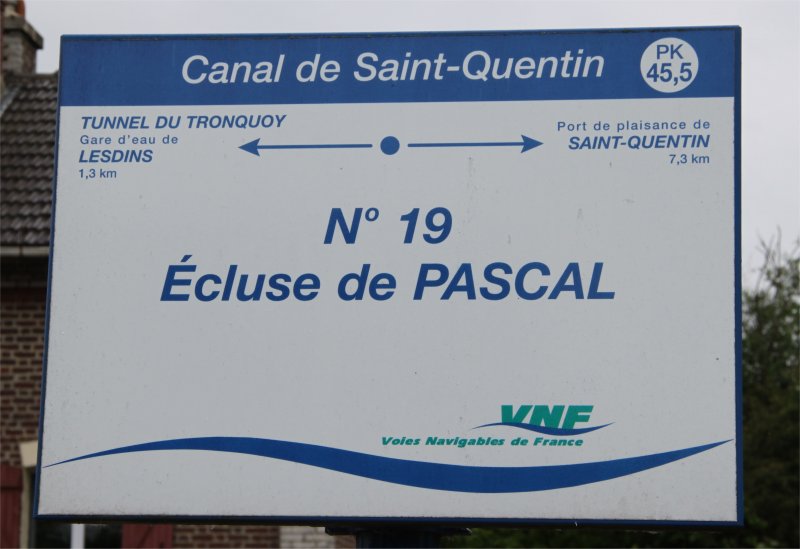 Canal de Saint-Quentin
PK
45,5
TUNNEL DU TRONQUOY
Gare d'eau de
LESDINS
1,3 km
Port de plaisance de
SAINT-QUENTIN
7,3 km
N° 19
Écluse de PASCAL
VNF
Voies Navigables de France